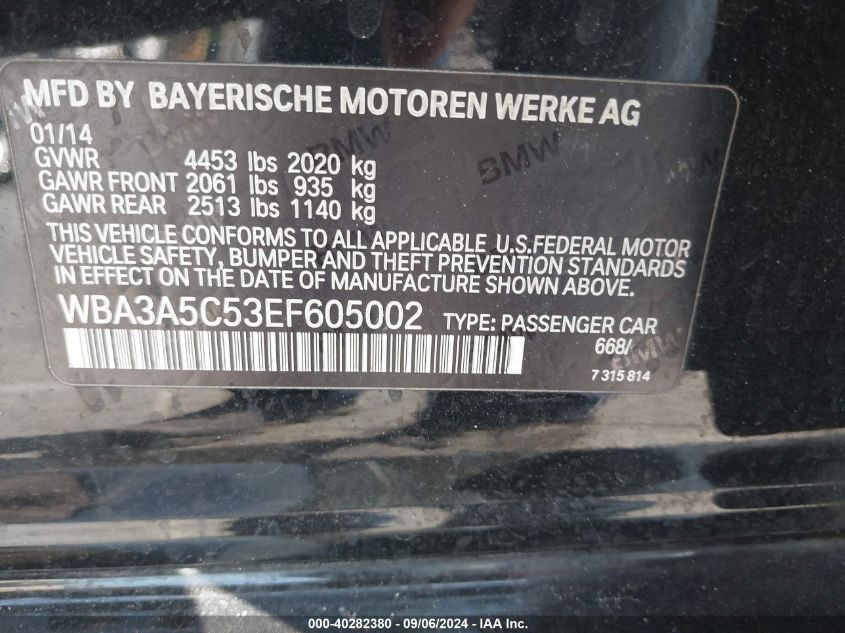 MFD BY BAYERISCHE MOTOREN WERKE AG
01/14
GVWR 4453 lbs 2020 kg
GAWR FRONT 2061 lbs 935 kg
GAWR REAR 2513 lbs 1140 kg
THIS VEHICLE CONFORMS TO ALL APPLICABLE U.S.FEDERAL MOTOR
VEHICLE SAFETY, BUMPER AND THEFT PREVENTION STANDARDS
IN EFFECT ON THE DATE OF MANUFACTURE SHOWN ABOVE.
WBA3A5C53EF605002 TYPE: PASSENGER CAR
668/
7 315 814
BMW
BMW
000-40282380 - 09/06/2024 - IAA Inc.